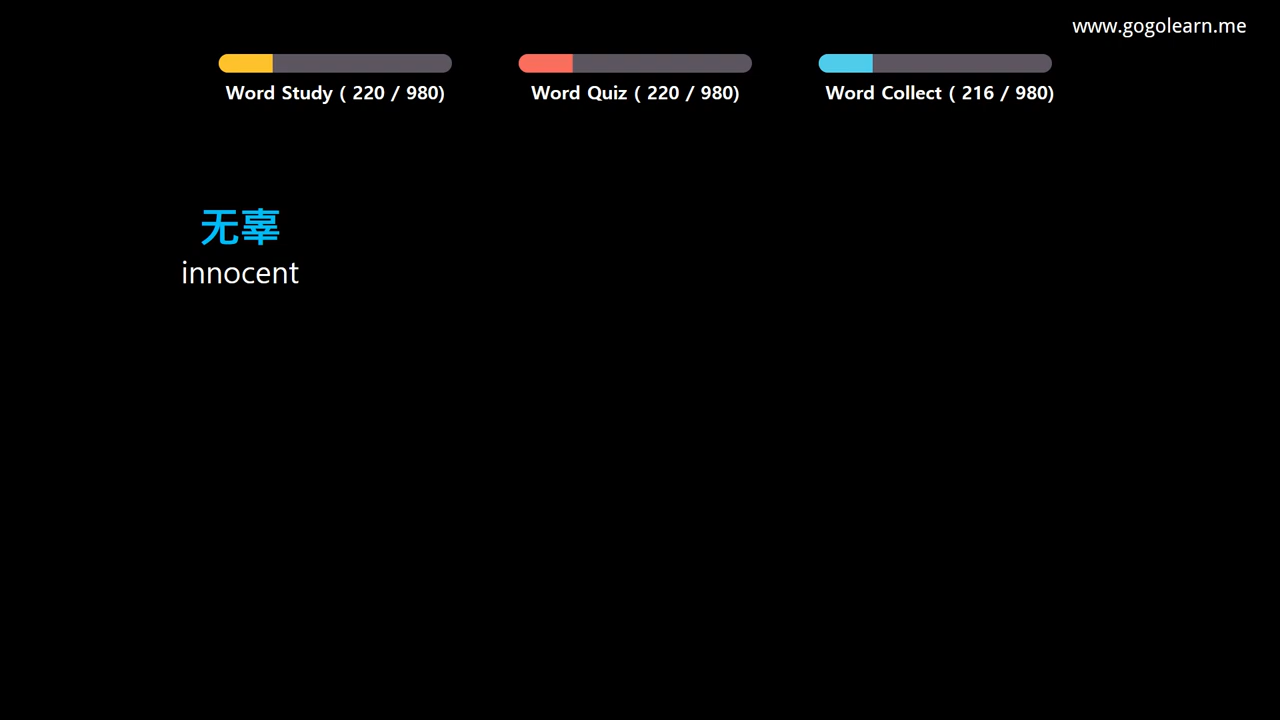 www.gogolearn.me
Word Study ( 220 / 980)
Word Quiz ( 220 / 980)
Word Collect ( 216 / 980)
无辜
innocent